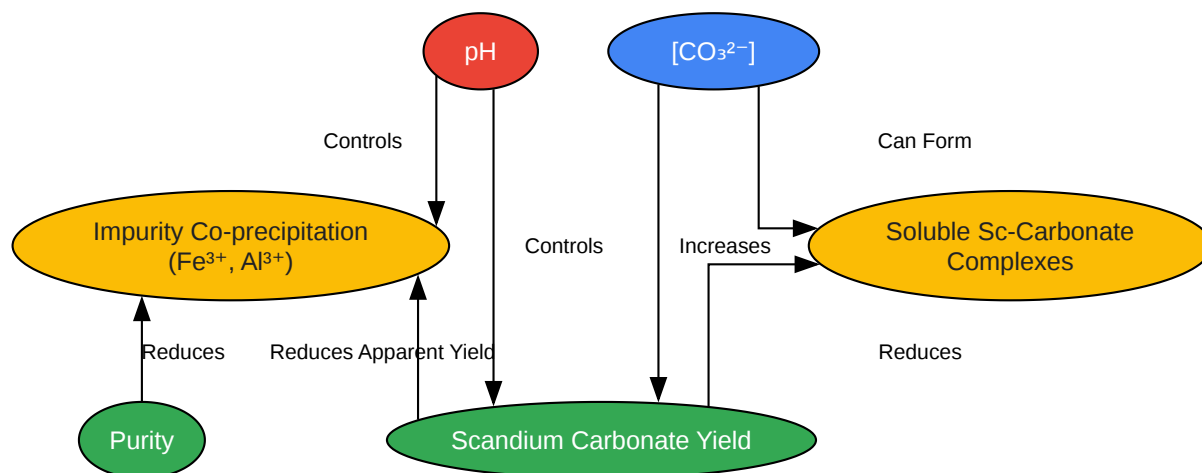 pH
[CO₃²⁻]
Controls
Can Form
Impurity Co-precipitation
(Fe³⁺, Al³⁺)
Controls
Increases
Soluble Sc-Carbonate
Complexes
Reduces
Reduces Apparent Yield
Reduces
Purity
Scandium Carbonate Yield